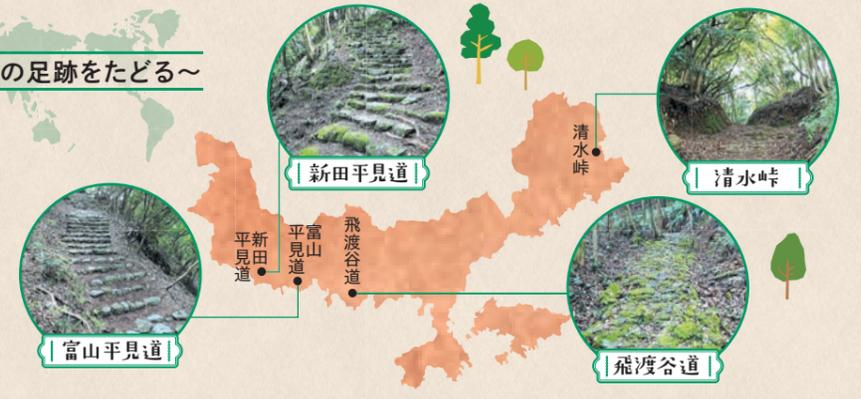 の足跡をたどる～
新田平見道
清水峠
清水峠
新田
平見道
富山
平見道
飛渡谷道
富山平見道
飛渡谷道